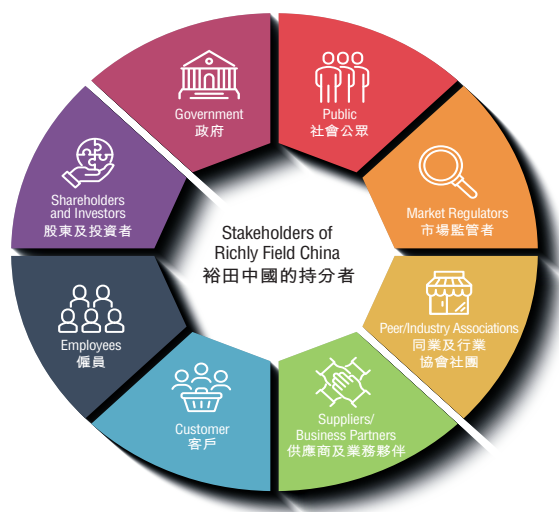 Government
政府
Public
社會公眾
Shareholders
and Investors
股東及投資者
Market Regulators
市場監管者
Stakeholders of
Richly Field China
裕田中國的持分者
Employees
僱員
Peer/Industry Associations
同業及行業
協會社團
Customer
客戶
Suppliers/
Business Partners
供應商及業務夥伴